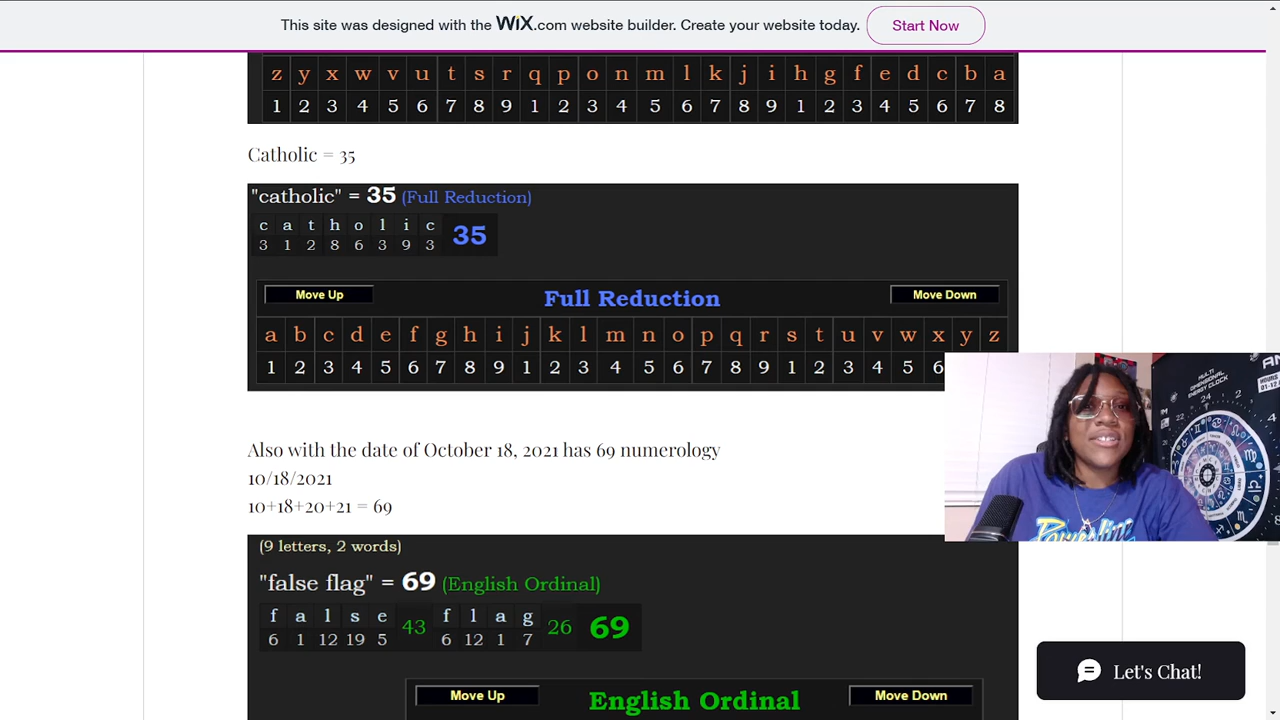 This site was designed with the WiX.com website builder. Create your website today. Start Now
z y x w v u t s r q p o n m l k j i h g f e d c b a
1 2 3 4 5 6 7 8 9 1 2 3 4 5 6 7 8 9 1 2 3 4 5 6 7 8
Catholic = 35
"catholic" = 35 (Full Reduction)
c a t h o l i c
3 1 2 8 6 3 9 3 35
Move Up Full Reduction Move Down
a b c d e f g h i j k l m n o p q r s t u v w x y z
1 2 3 4 5 6 7 8 9 1 2 3 4 5 6 7 8 9 1 2 3 4 5 6
MULTI
DIMENSIONAL
ENERGY CLOCK
AM
HOURS
Also with the date of October 18, 2021 has 69 numerology
10/18/2021
10+18+20+21 = 69
(9 letters, 2 words)
"false flag" = 69 (English Ordinal)
f a l s e 43 f l a g 26 69
6 1 12 19 5 6 12 1 7
Let's Chat!
Move Up English Ordinal Move Down